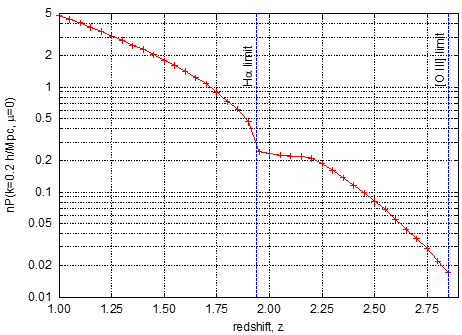 5
2
1
0.5
0.2
0.1
0.05
0.02
0.01
nP(k=0.2 h/Mpc, μ=0)
Hα limit
[O III] limit
1.00 1.25 1.50 1.75 2.00 2.25 2.50 2.75
redshift, z